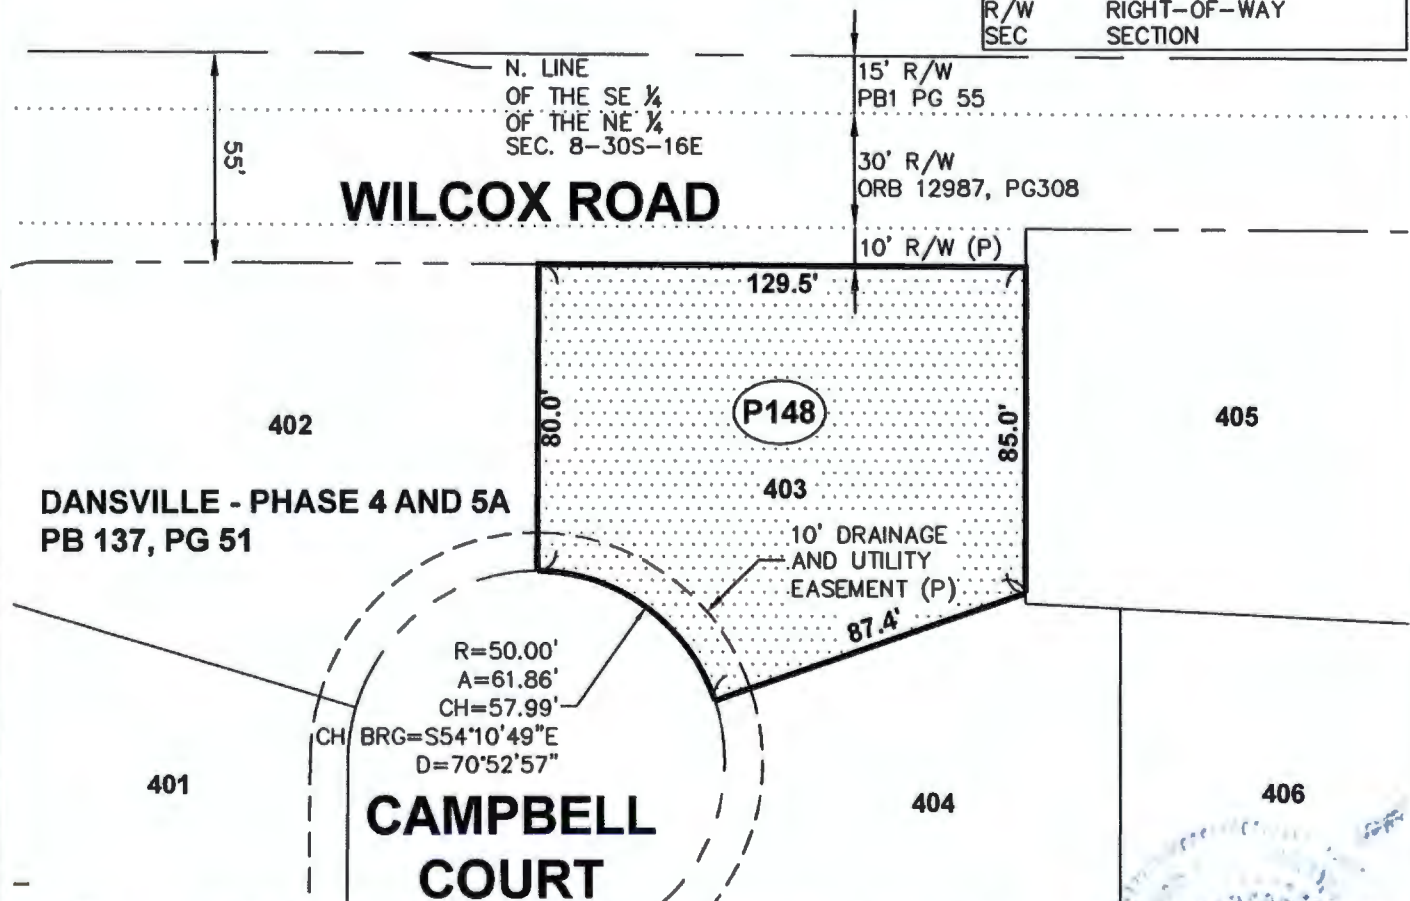 R/W RIGHT-OF-WAY
SEC SECTION
N. LINE
OF THE SE ¼
OF THE NE ¼
SEC. 8-30S-16E
15' R/W
PB1 PG 55
55'
30' R/W
ORB 12987, PG308
WILCOX ROAD
10' R/W (P)
129.5'
80.0'
P148
85.0'
402
405
403
DANSVILLE - PHASE 4 AND 5A
PB 137, PG 51
10' DRAINAGE
AND UTILITY
EASEMENT (P)
87.4'
R=50.00'
A=61.86'
CH=57.99'
CH BRG=S54°10'49"E
D=70°52'57"
401
404
406
CAMPBELL
COURT